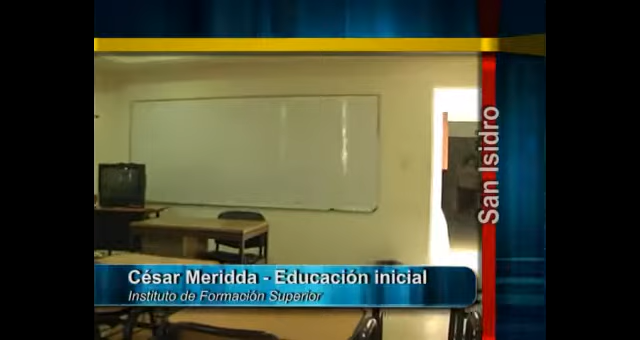 San Isidro
César Meridda - Educación inicial
Instituto de Formación Superior